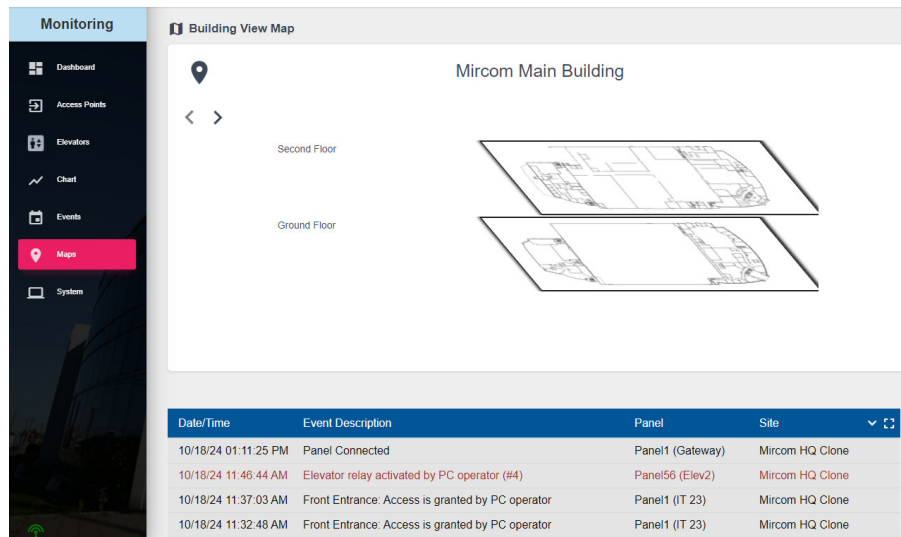 Monitoring
Dashboard
Access Points
Elevators
Chart
Events
Maps
System
Building View Map
Mircom Main Building
Second Floor
Ground Floor
Date/Time Event Description Panel Site
10/18/24 01:11:25 PM Panel Connected Panel1 (Gateway) Mircom HQ Clone
10/18/24 11:46:44 AM Elevator relay activated by PC operator (#4) Panel56 (Elev2) Mircom HQ Clone
10/18/24 11:37:03 AM Front Entrance: Access is granted by PC operator Panel1 (IT 23) Mircom HQ Clone
10/18/24 11:32:48 AM Front Entrance: Access is granted by PC operator Panel1 (IT 23) Mircom HQ Clone